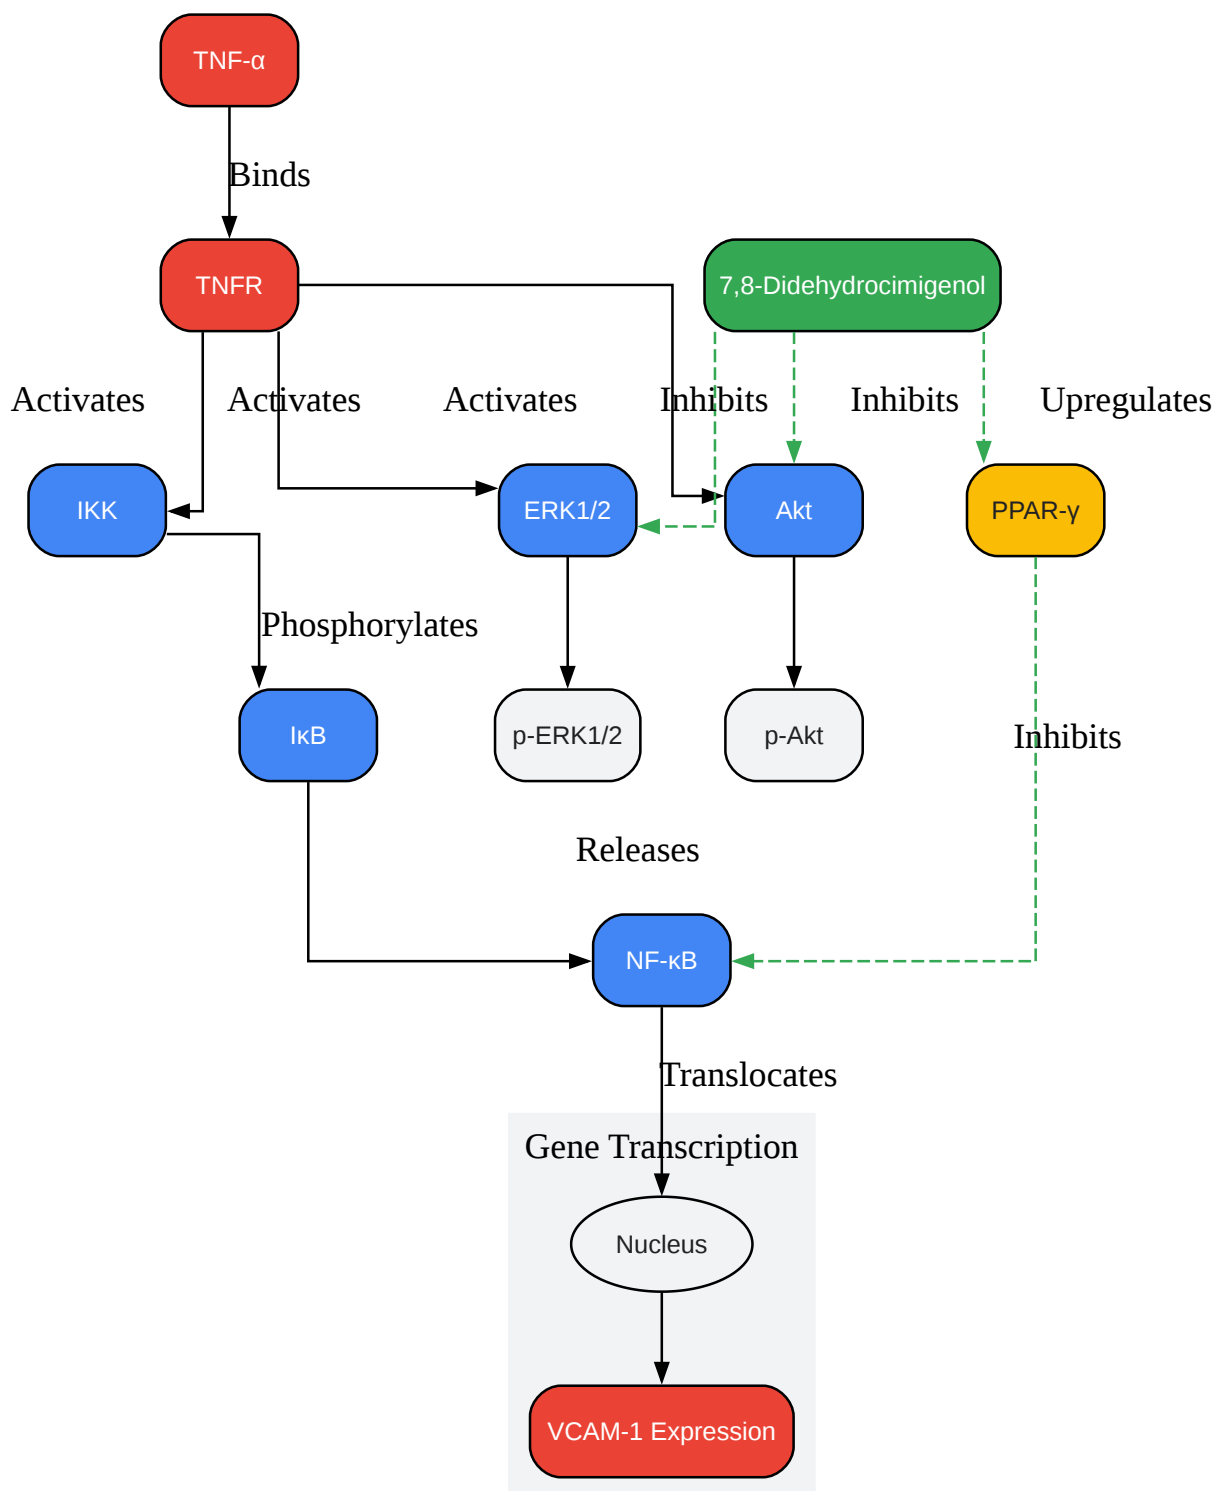 TNF-α
Binds
TNFR
7,8-Didehydrocimigenol
Activates
Activates
Activates
Inhibits
Inhibits
Upregulates
IKK
ERK1/2
Akt
PPAR-γ
Phosphorylates
IκB
p-ERK1/2
p-Akt
Inhibits
Releases
NF-κB
Translocates
Gene Transcription
Nucleus
VCAM-1 Expression